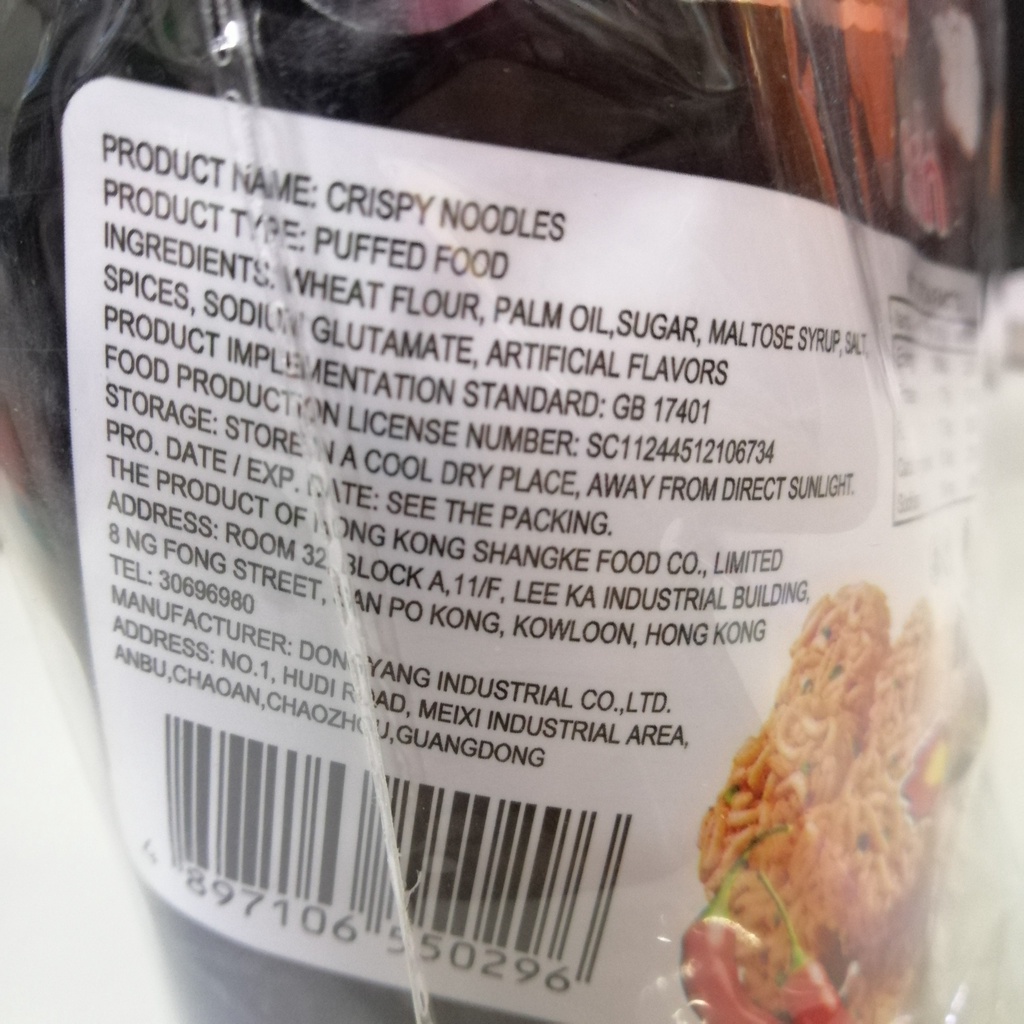 PRODUCT NAME: CRISPY NOODLES
PRODUCT TYPE: PUFFED FOOD
INGREDIENTS: WHEAT FLOUR, PALM OIL,SUGAR, MALTOSE SYRUP, SALT,
SPICES, SODIUM GLUTAMATE, ARTIFICIAL FLAVORS
PRODUCT IMPLEMENTATION STANDARD: GB 17401
FOOD PRODUCTION LICENSE NUMBER: SC11244512106734
STORAGE: STORE IN A COOL DRY PLACE, AWAY FROM DIRECT SUNLIGHT.
PRO. DATE / EXP. DATE: SEE THE PACKING.
THE PRODUCT OF HONG KONG SHANGKE FOOD CO., LIMITED
ADDRESS: ROOM 32, BLOCK A,11/F, LEE KA INDUSTRIAL BUILDING,
8 NG FONG STREET, SAN PO KONG, KOWLOON, HONG KONG
TEL: 30696980
MANUFACTURER: DONGYANG INDUSTRIAL CO.,LTD.
ADDRESS: NO.1, HUDI ROAD, MEIXI INDUSTRIAL AREA,
ANBU,CHAOAN,CHAOZHOU,GUANGDONG
4 897106 550296